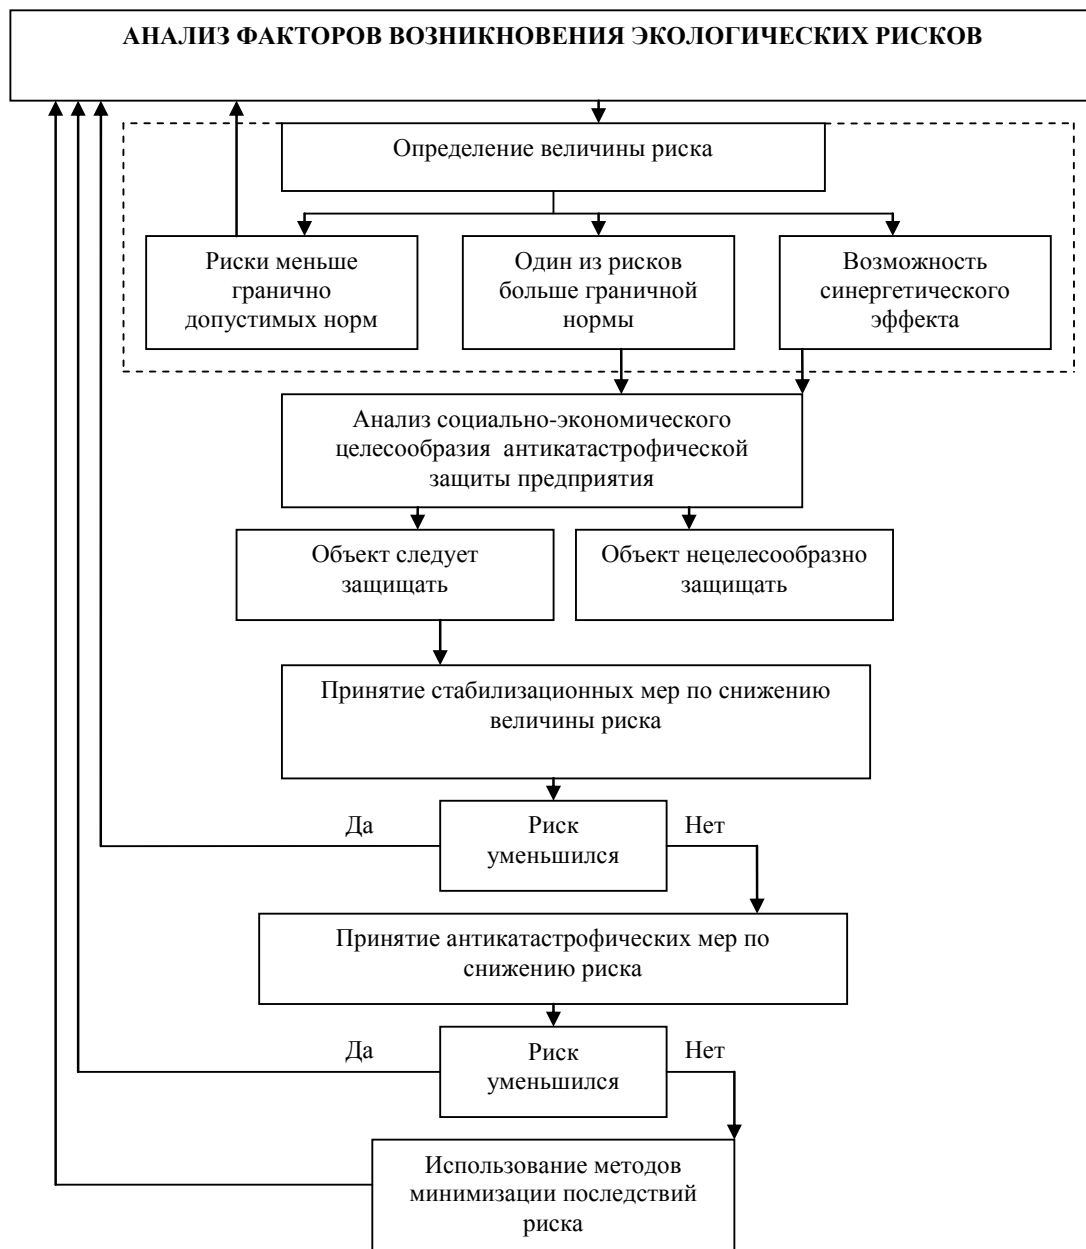 АНАЛИЗ ФАКТОРОВ ВОЗНИКНОВЕНИЯ ЭКОЛОГИЧЕСКИХ РИСКОВ
Определение величины риска
Риски меньше
гранично
допустимых норм
Один из рисков
больше граничной
нормы
Возможность
синергетического
эффекта
Анализ социально-экономического
целесообразия антикатастрофической
защиты предприятия
Объект следует
защищать
Объект нецелесообразно
защищать
Принятие стабилизационных мер по снижению
величины риска
Да
Риск
уменьшился
Нет
Принятие антикатастрофических мер по
снижению риска
Да
Риск
уменьшился
Нет
Использование методов
минимизации последствий
риска